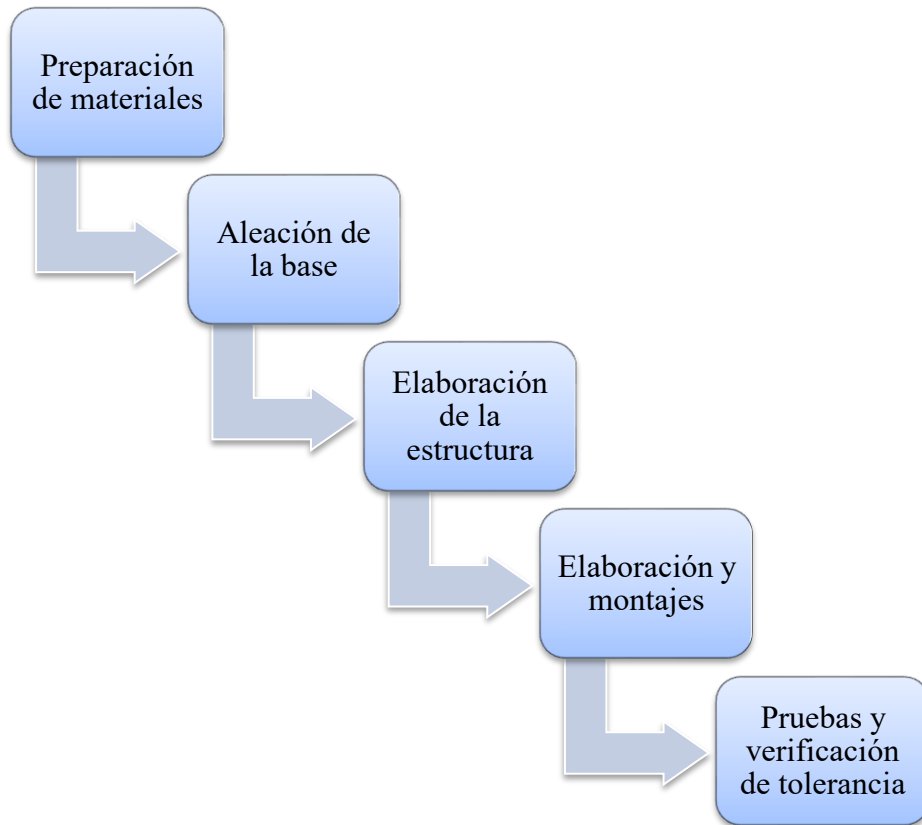 Preparación
de materiales
Aleación de
la base
Elaboración
de la
estructura
Elaboración y
montajes
Pruebas y
verificación
de tolerancia